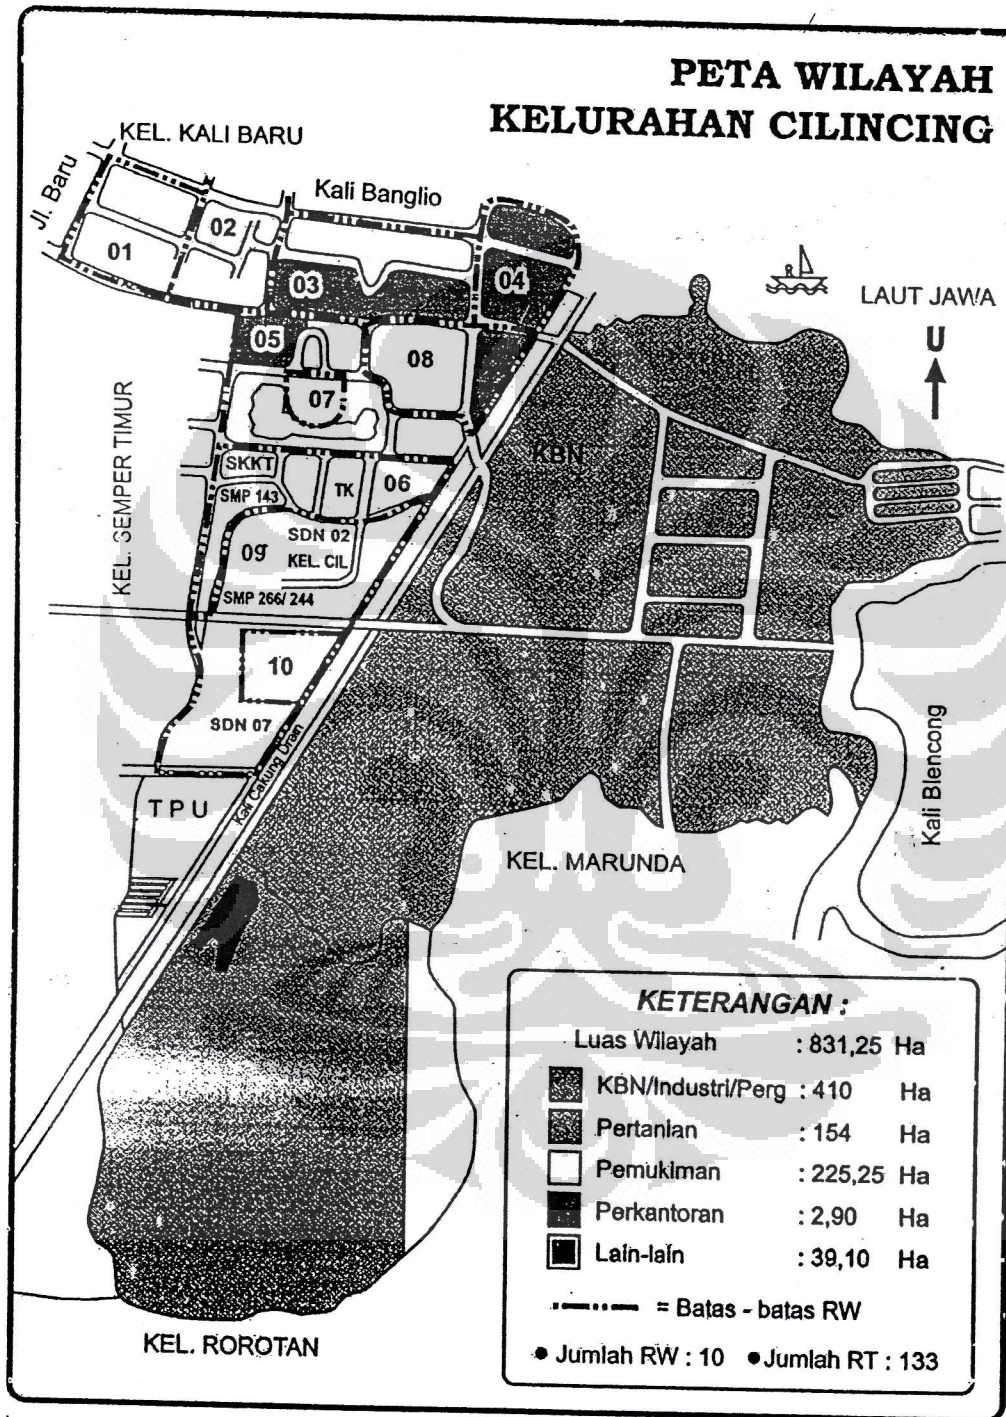 PETA WILAYAH
KELURAHAN CILINCING
KEL. KALI BARU
Jl. Baru
Kali Banglio
01
02
03
04
LAUT JAWA
U
05
08
07
KEL. SEMPER TIMUR
SKKT
SMP 143
TK
06
KBN
09
SDN 02
KEL. CIL
SMP 266/ 244
10
SDN 07
Kali Cakung Drain
TPU
Kali Blencong
KEL. MARUNDA
KETERANGAN :
Luas Wilayah : 831,25 Ha
KBN/Industri/Perg : 410 Ha
Pertanian : 154 Ha
Pemukiman : 225,25 Ha
Perkantoran : 2,90 Ha
Lain-lain : 39,10 Ha
= Batas - batas RW
• Jumlah RW : 10 • Jumlah RT : 133
KEL. ROROTAN